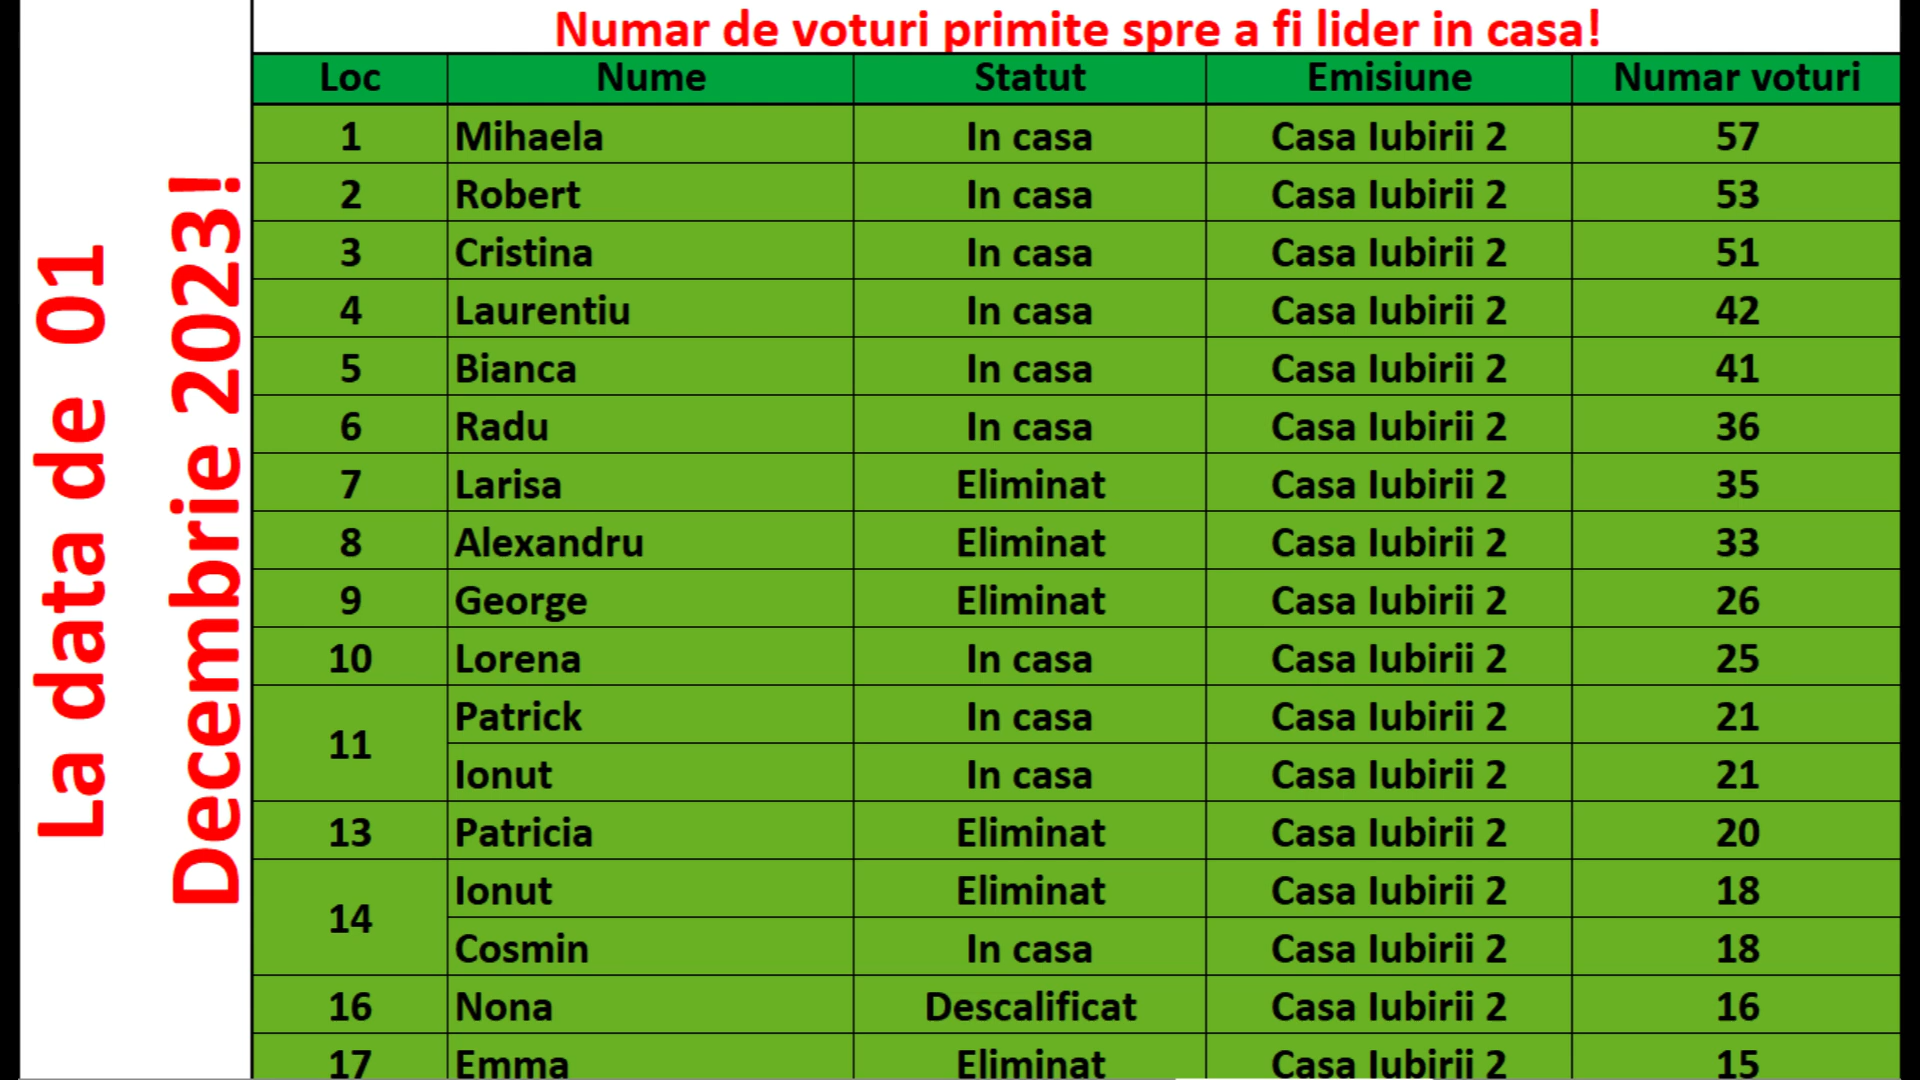 Numar de voturi primite spre a fi lider in casa!
La data de 01
Decembrie 2023!
Loc Nume Statut Emisiune Numar voturi
1 Mihaela In casa Casa Iubirii 2 57
2 Robert In casa Casa Iubirii 2 53
3 Cristina In casa Casa Iubirii 2 51
4 Laurentiu In casa Casa Iubirii 2 42
5 Bianca In casa Casa Iubirii 2 41
6 Radu In casa Casa Iubirii 2 36
7 Larisa Eliminat Casa Iubirii 2 35
8 Alexandru Eliminat Casa Iubirii 2 33
9 George Eliminat Casa Iubirii 2 26
10 Lorena In casa Casa Iubirii 2 25
11 Patrick In casa Casa Iubirii 2 21
Ionut In casa Casa Iubirii 2 21
13 Patricia Eliminat Casa Iubirii 2 20
14 Ionut Eliminat Casa Iubirii 2 18
Cosmin In casa Casa Iubirii 2 18
16 Nona Descalificat Casa Iubirii 2 16
17 Emma Eliminat Casa Iubirii 2 15